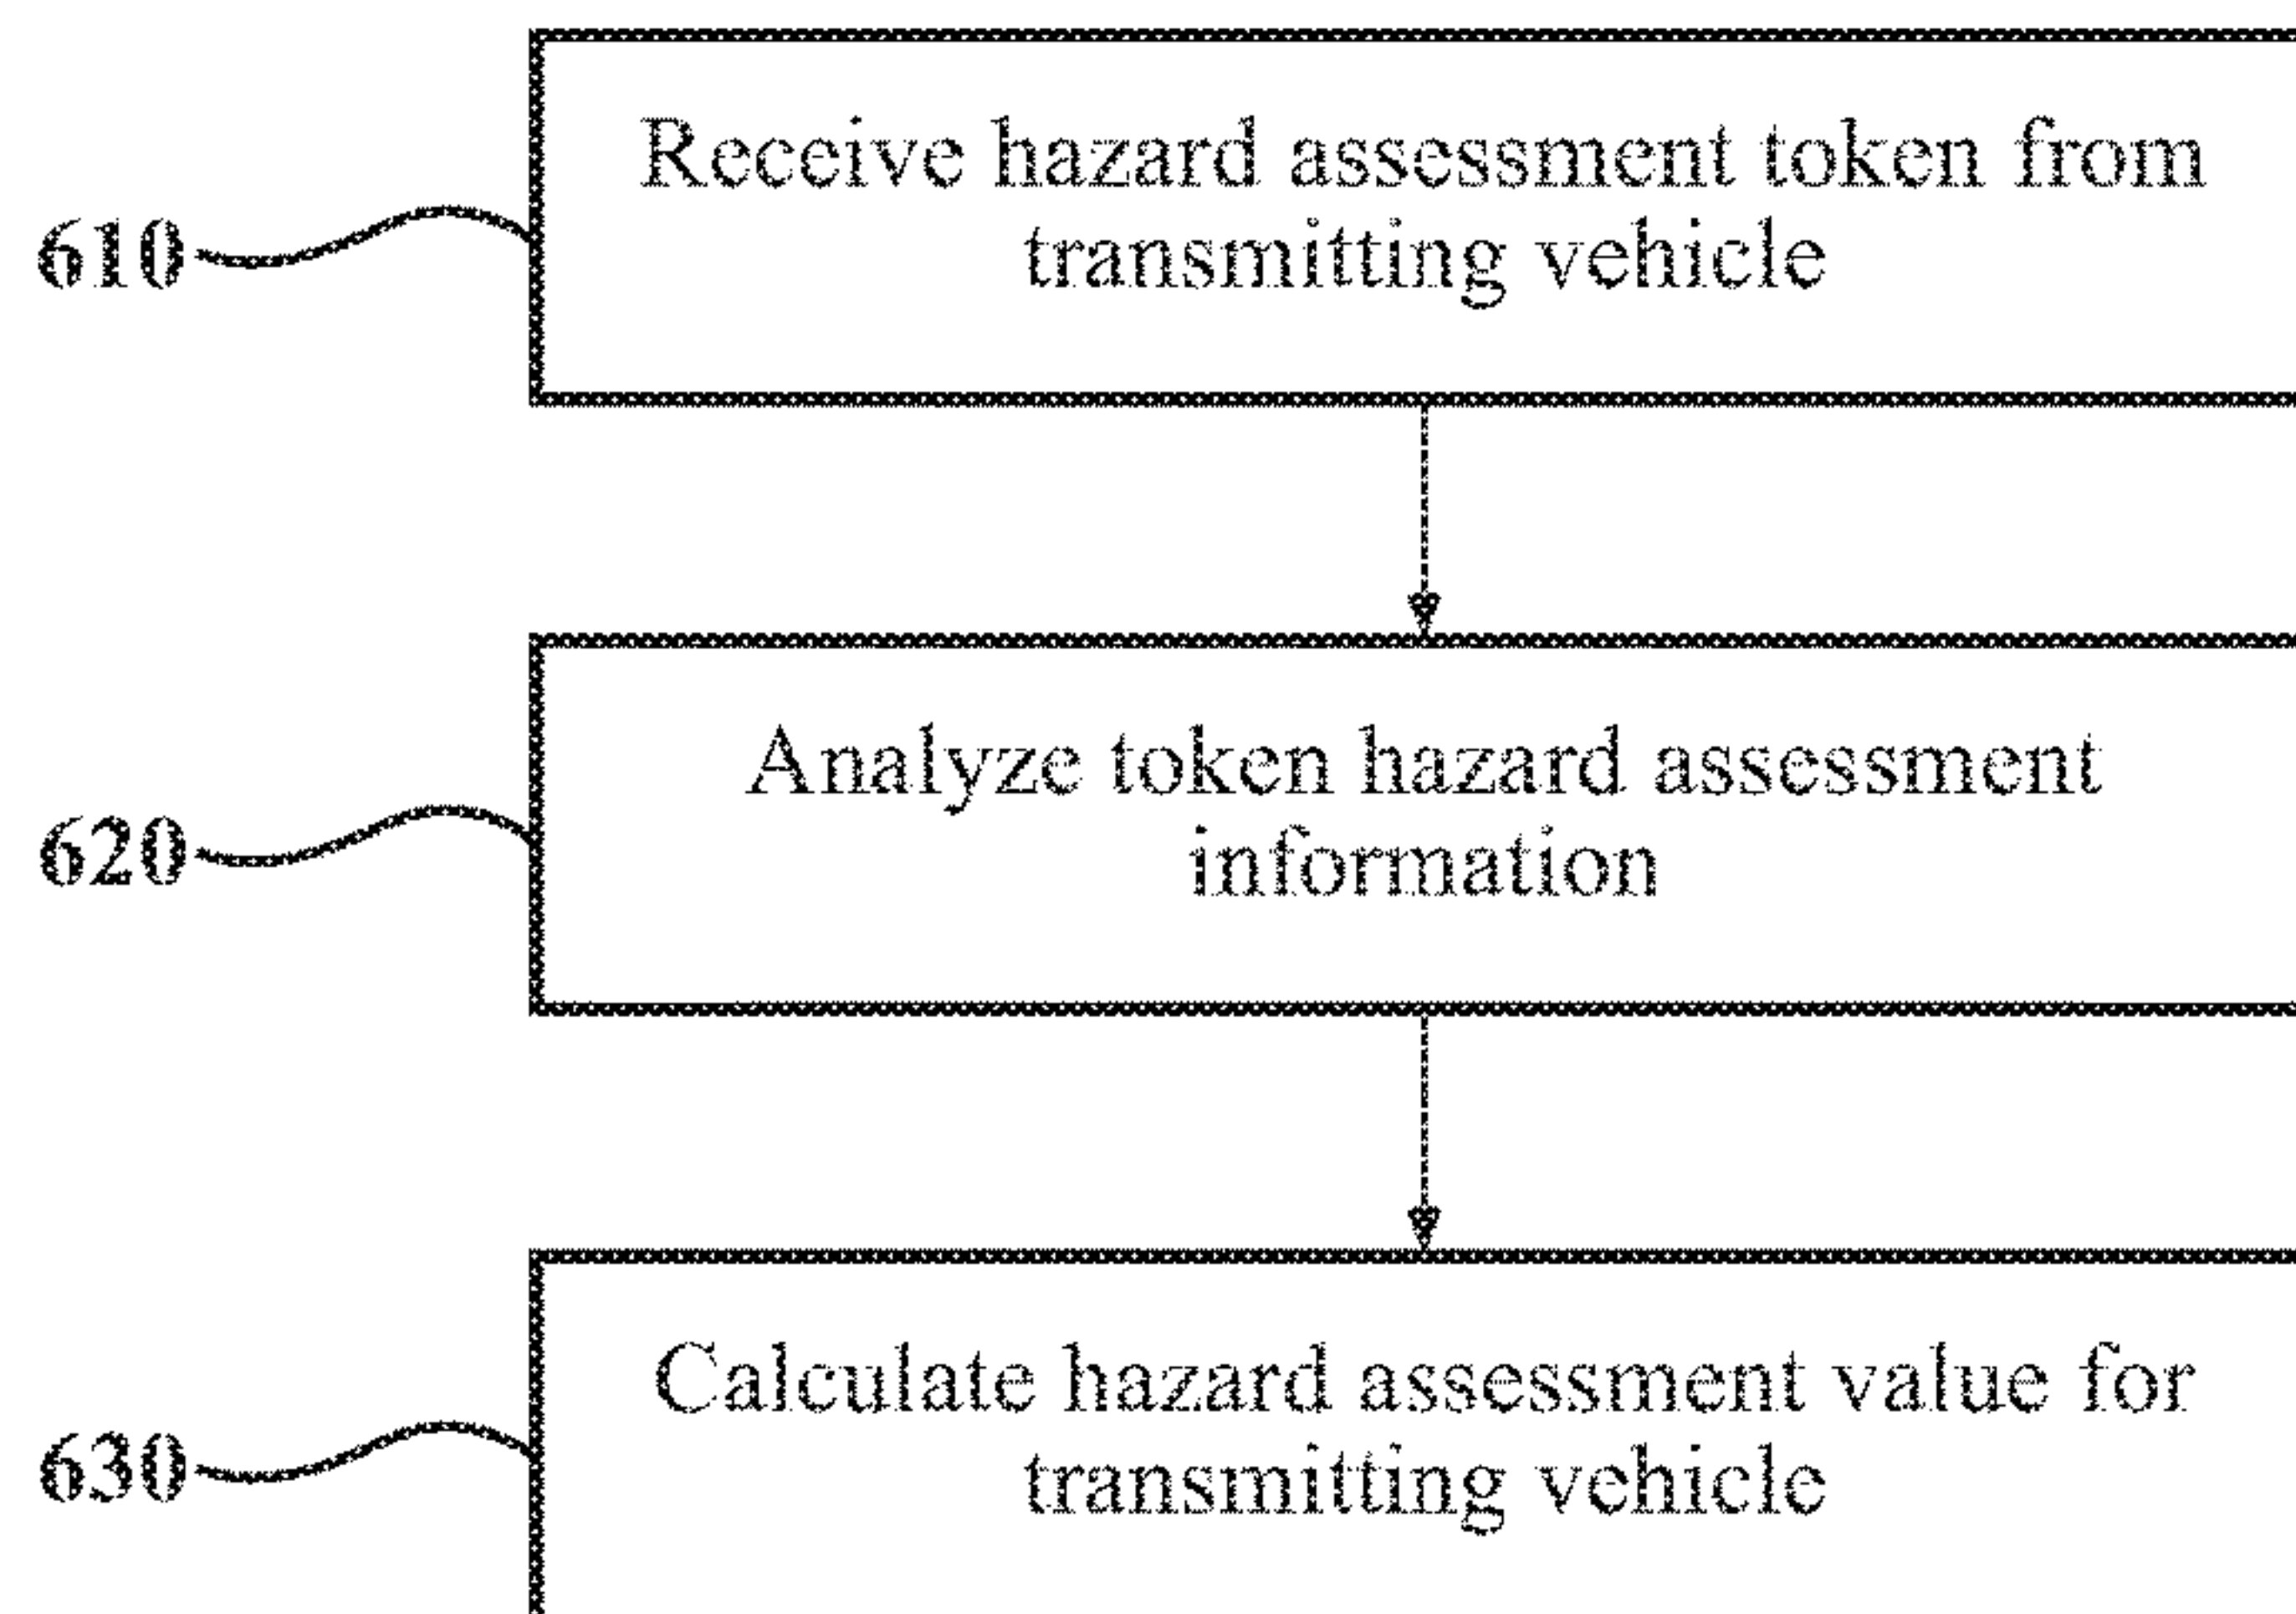 610
Receive hazard assessment token from
transmitting vehicle
620
Analyze token hazard assessment
information
630
Calculate hazard assessment value for
transmitting vehicle